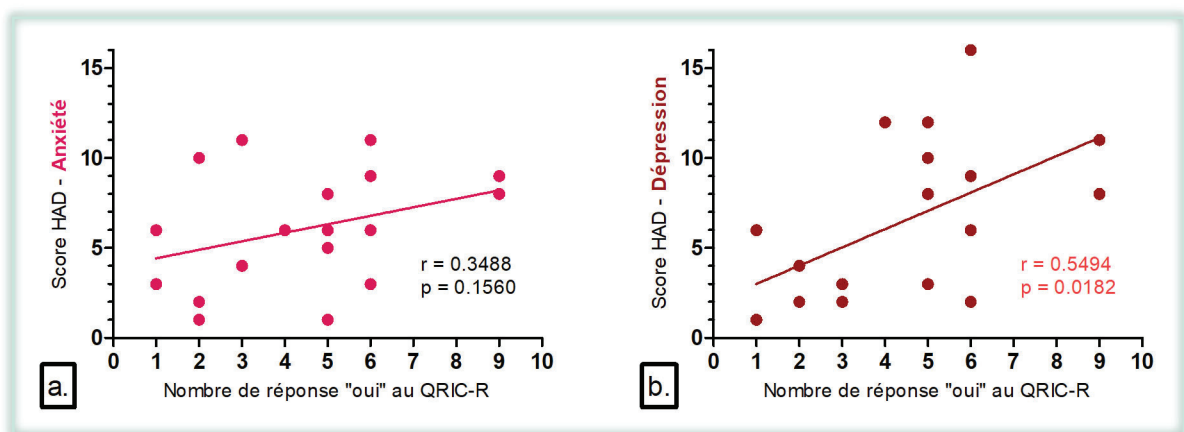 Score HAD - Anxiété
15
10
5
0
0 1 2 3 4 5 6 7 8 9 10
r = 0.3488
p = 0.1560
a.
Nombre de réponse "oui" au QRIC-R
Score HAD - Dépression
15
10
5
0
0 1 2 3 4 5 6 7 8 9 10
r = 0.5494
p = 0.0182
b.
Nombre de réponse "oui" au QRIC-R